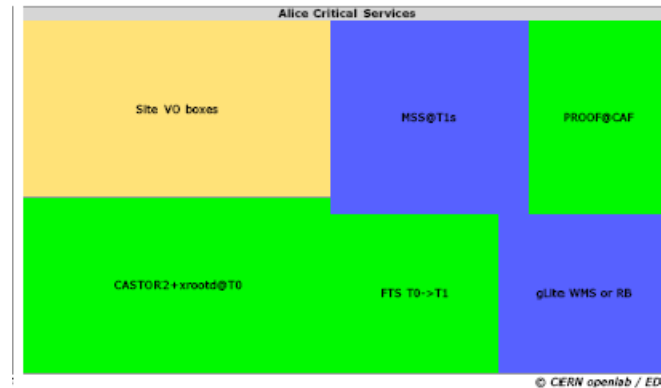 Alice Critical Services
Site VO boxes
MSS@T1s
PROOF@CAF
CASTOR2+xrootd@T0
FTS T0->T1
gLite WMS or RB
© CERN openlab / ED